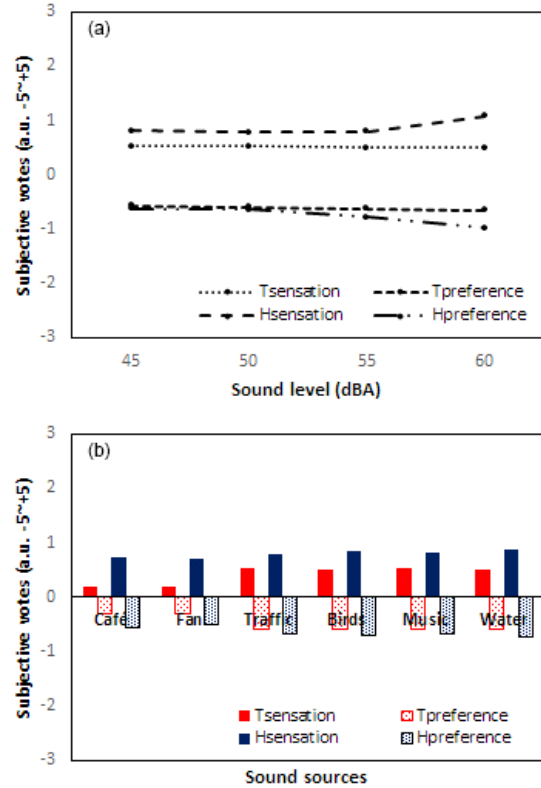 (a)
Subjective votes (a.u. -5~+5)
3
2
1
0
-1
-2
-3
Tsensation
Tpreference
Hsensation
Hpreference
45 50 55 60
Sound level (dBA)
(b)
Subjective votes (a.u. -5~+5)
3
2
1
0
-1
-2
-3
Café Fan Traffic Birds Music Water
Tsensation
Tpreference
Hsensation
Hpreference
Sound sources